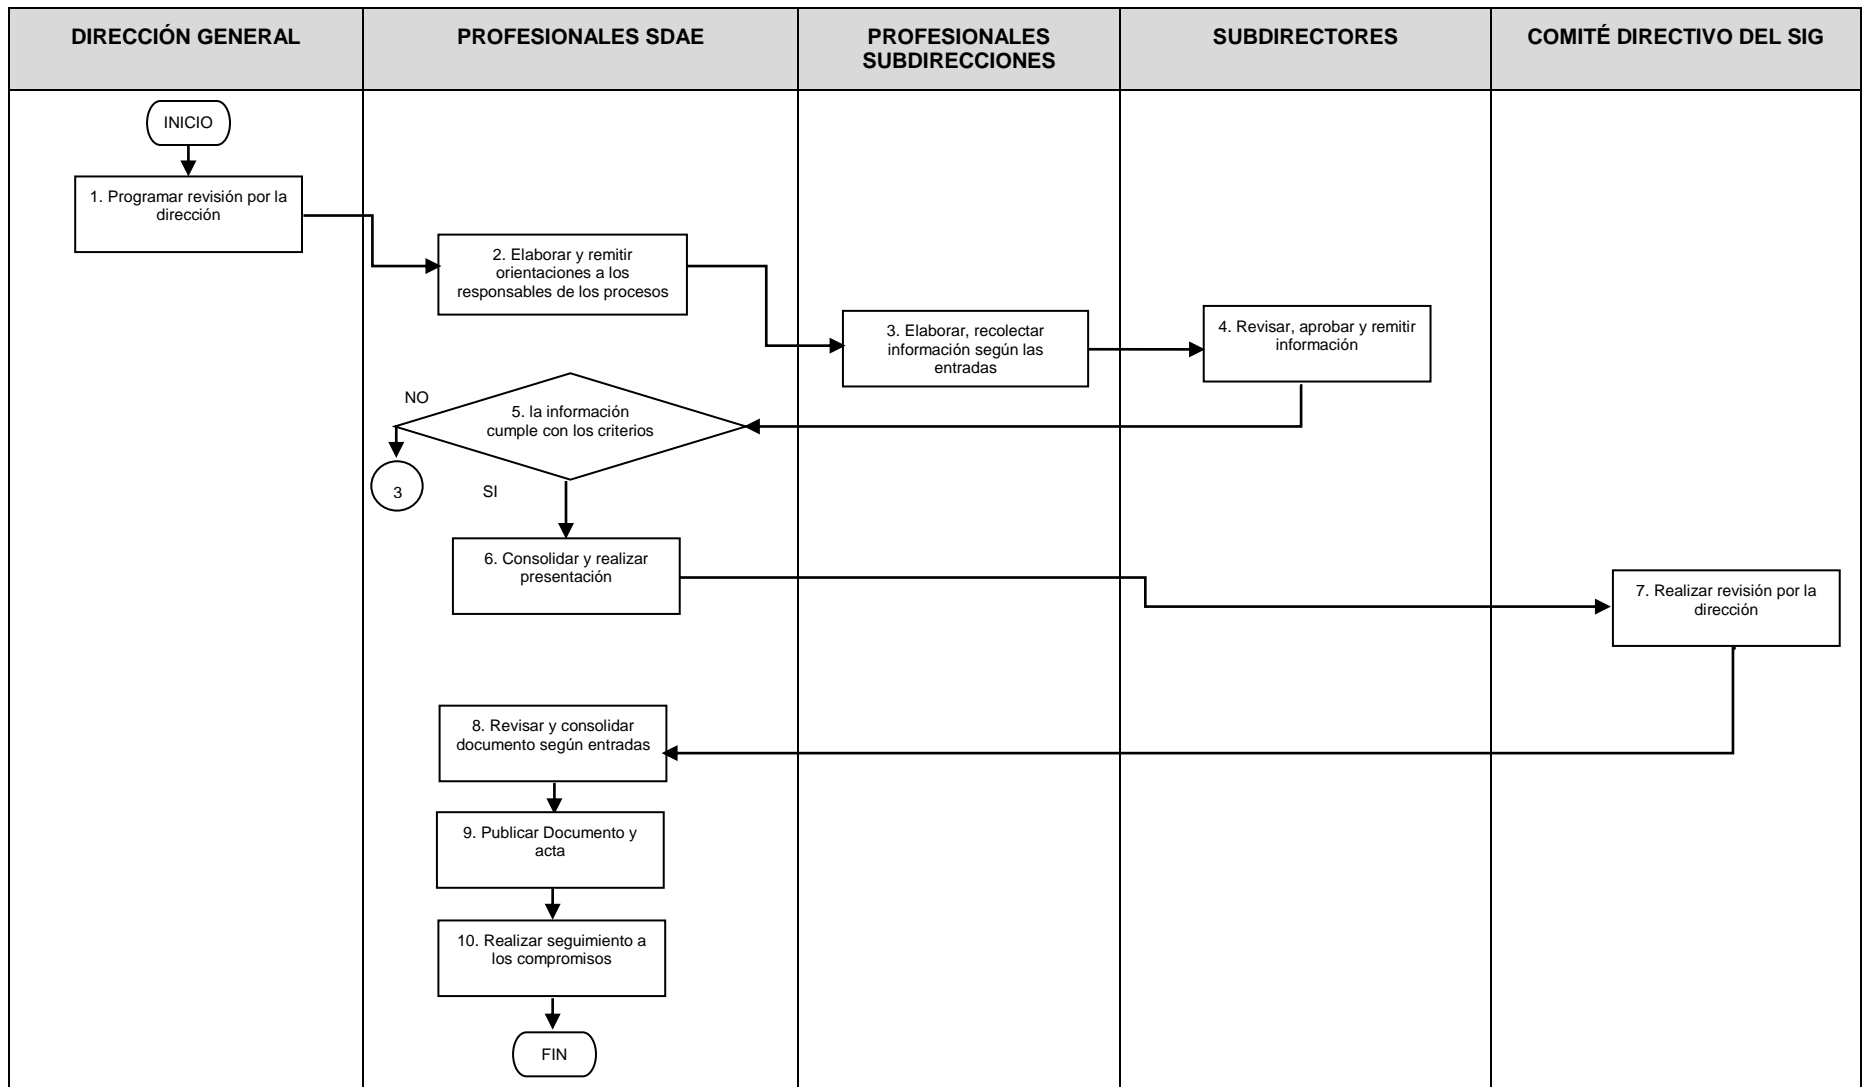 DIRECCIÓN GENERAL
PROFESIONALES SDAE
PROFESIONALES
SUBDIRECCIONES
SUBDIRECTORES
COMITÉ DIRECTIVO DEL SIG
INICIO
1. Programar revisión por la
dirección
2. Elaborar y remitir
orientaciones a los
responsables de los procesos
3. Elaborar, recolectar
información según las
entradas
4. Revisar, aprobar y remitir
información
NO
5. la información
cumple con los criterios
3
SI
6. Consolidar y realizar
presentación
7. Realizar revisión por la
dirección
8. Revisar y consolidar
documento según entradas
9. Publicar Documento y
acta
10. Realizar seguimiento a
los compromisos
FIN